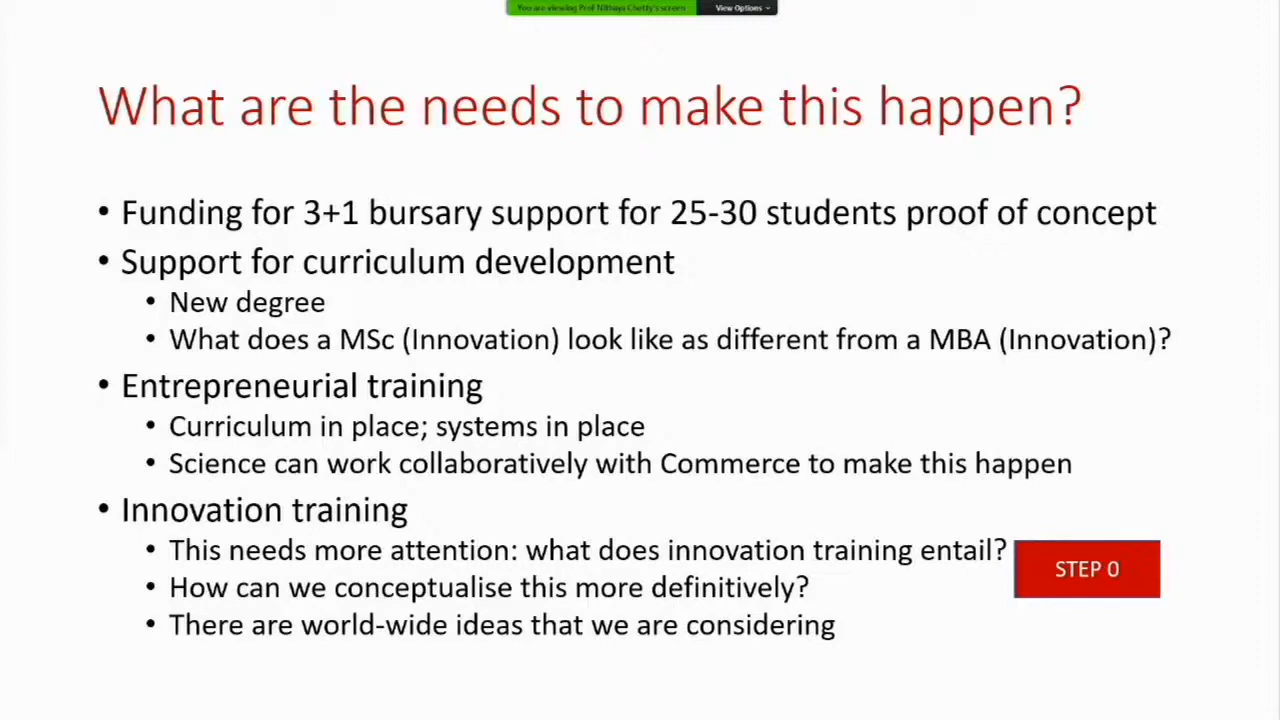 You are viewing Prof Nithaya Chetty's screen
View Options
What are the needs to make this happen?
• Funding for 3+1 bursary support for 25-30 students proof of concept
• Support for curriculum development
• New degree
• What does a MSc (Innovation) look like as different from a MBA (Innovation)?
• Entrepreneurial training
• Curriculum in place; systems in place
• Science can work collaboratively with Commerce to make this happen
• Innovation training
• This needs more attention: what does innovation training entail?
STEP 0
• How can we conceptualise this more definitively?
• There are world-wide ideas that we are considering